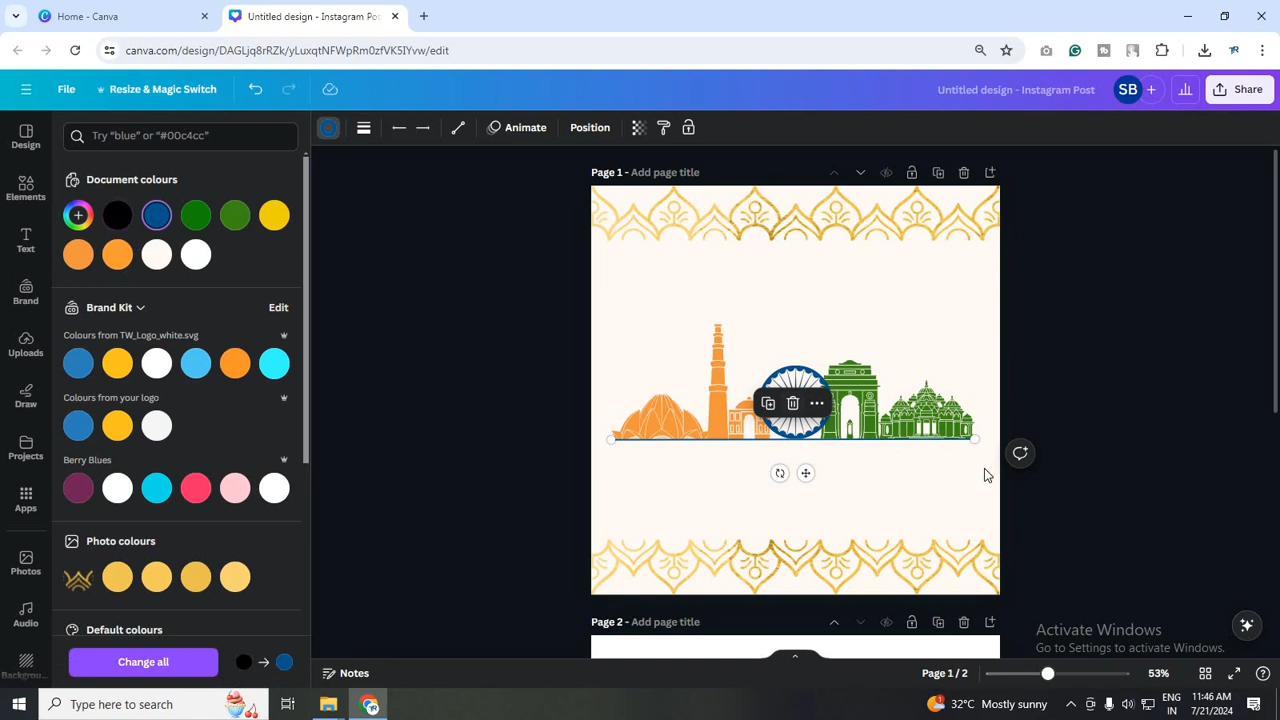 Home - Canva
Untitled design - Instagram Po
canva.com/design/DAGLjq8rRZk/yLuxqtNFWpRm0zfVK5IYvw/edit
File
Resize & Magic Switch
Untitled design - Instagram Post
SB
Share
Design
Elements
Text
Brand
Uploads
Draw
Projects
Apps
Photos
Audio
Backgroun
Try “blue” or “#00c4cc”
Document colours
Brand Kit
Edit
Colours from TW_Logo_white.svg
Colours from your logo
Berry Blues
Photo colours
Default colours
Change all
Animate
Position
Page 1 - Add page title
Page 2 - Add page title
Activate Windows
Go to Settings to activate Windows.
Notes
Page 1 / 2
53%
Type here to search
32°C Mostly sunny
ENG
IN
11:46 AM
7/21/2024